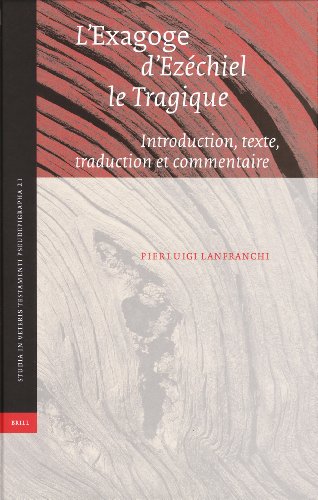 L'Exagoge
d'Ezéchiel
le Tragique
Introduction, texte,
traduction et commentaire
PIERLUIGI LANFRANCHI
STUDIA IN VETERIS TESTAMENTI PSEUDEPIGRAPHA 21
BRILL